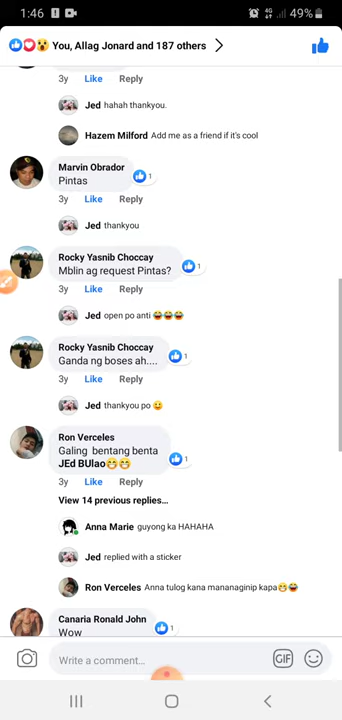 1:46
49%
You, Allag Jonard and 187 others
3y Like Reply
Jed hahah thankyou.
Hazem Milford Add me as a friend if it's cool
Marvin Obrador
Pintas
1
3y Like Reply
Jed thankyou
Rocky Yasnib Choccay
Mblin ag request Pintas?
1
3y Like Reply
Jed open po anti 😂😂😂
Rocky Yasnib Choccay
Ganda ng boses ah....
1
3y Like Reply
Jed thankyou po 🙂
Ron Verceles
Galing bentang benta
JEd BUlao😁😁
1
3y Like Reply
View 14 previous replies...
Anna Marie guyong ka HAHAHA
Jed replied with a sticker
Ron Verceles Anna tulog kana mananaginip kapa😁😂
Canaria Ronald John
Wow
1
Write a comment...
GIF